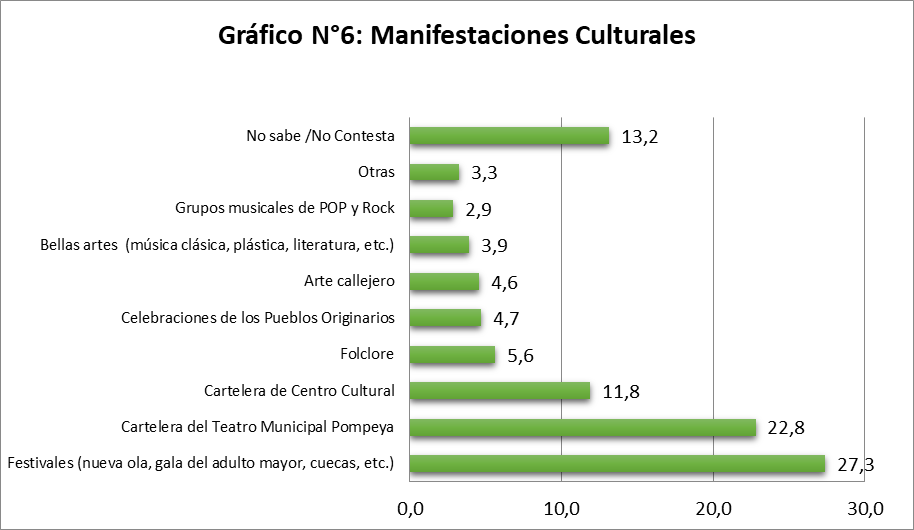 Gráfico N°6: Manifestaciones Culturales
No sabe /No Contesta 13,2
Otras 3,3
Grupos musicales de POP y Rock 2,9
Bellas artes  (música clásica, plástica, literatura, etc.) 3,9
Arte callejero 4,6
Celebraciones de los Pueblos Originarios 4,7
Folclore 5,6
Cartelera de Centro Cultural 11,8
Cartelera del Teatro Municipal Pompeya 22,8
Festivales (nueva ola, gala del adulto mayor, cuecas, etc.) 27,3
0,0 10,0 20,0 30,0